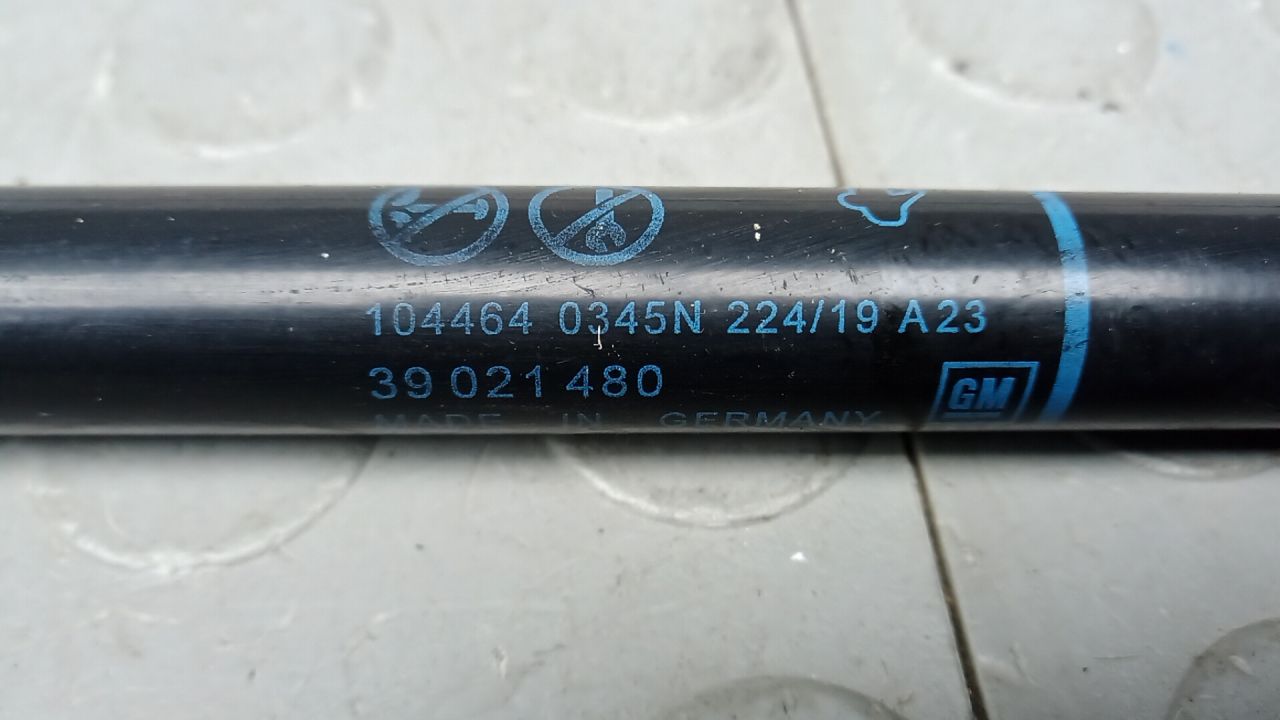 104464 0345N 224/19 A23
39 021 480
GM
MADE IN GERMANY